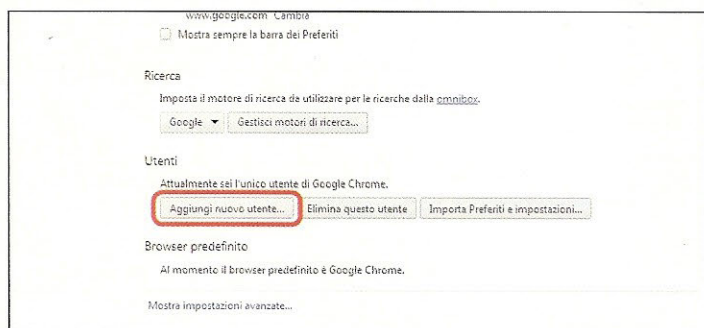 www.google.com Cambia
Mostra sempre la barra dei Preferiti
Ricerca
Imposta il motore di ricerca da utilizzare per le ricerche dalla omnibox.
Google Gestisci motori di ricerca...
Utenti
Attualmente sei l'unico utente di Google Chrome.
Aggiungi nuovo utente... Elimina questo utente Importa Preferiti e impostazioni...
Browser predefinito
Al momento il browser predefinito è Google Chrome.
Mostra impostazioni avanzate...